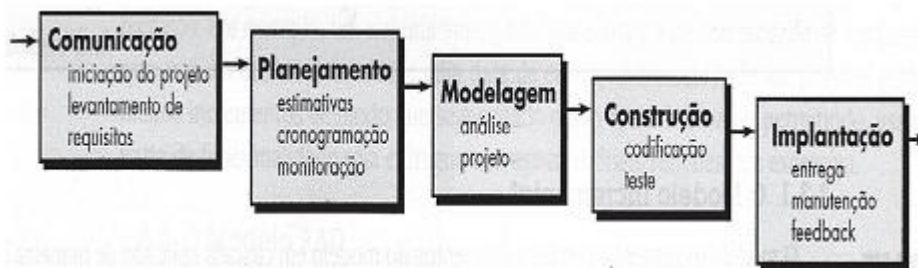 Comunicação
iniciação do projeto
levantamento de
requisitos
Planejamento
estimativas
cronogramação
monitoração
Modelagem
análise
projeto
Construção
codificação
teste
Implantação
entrega
manutenção
feedback